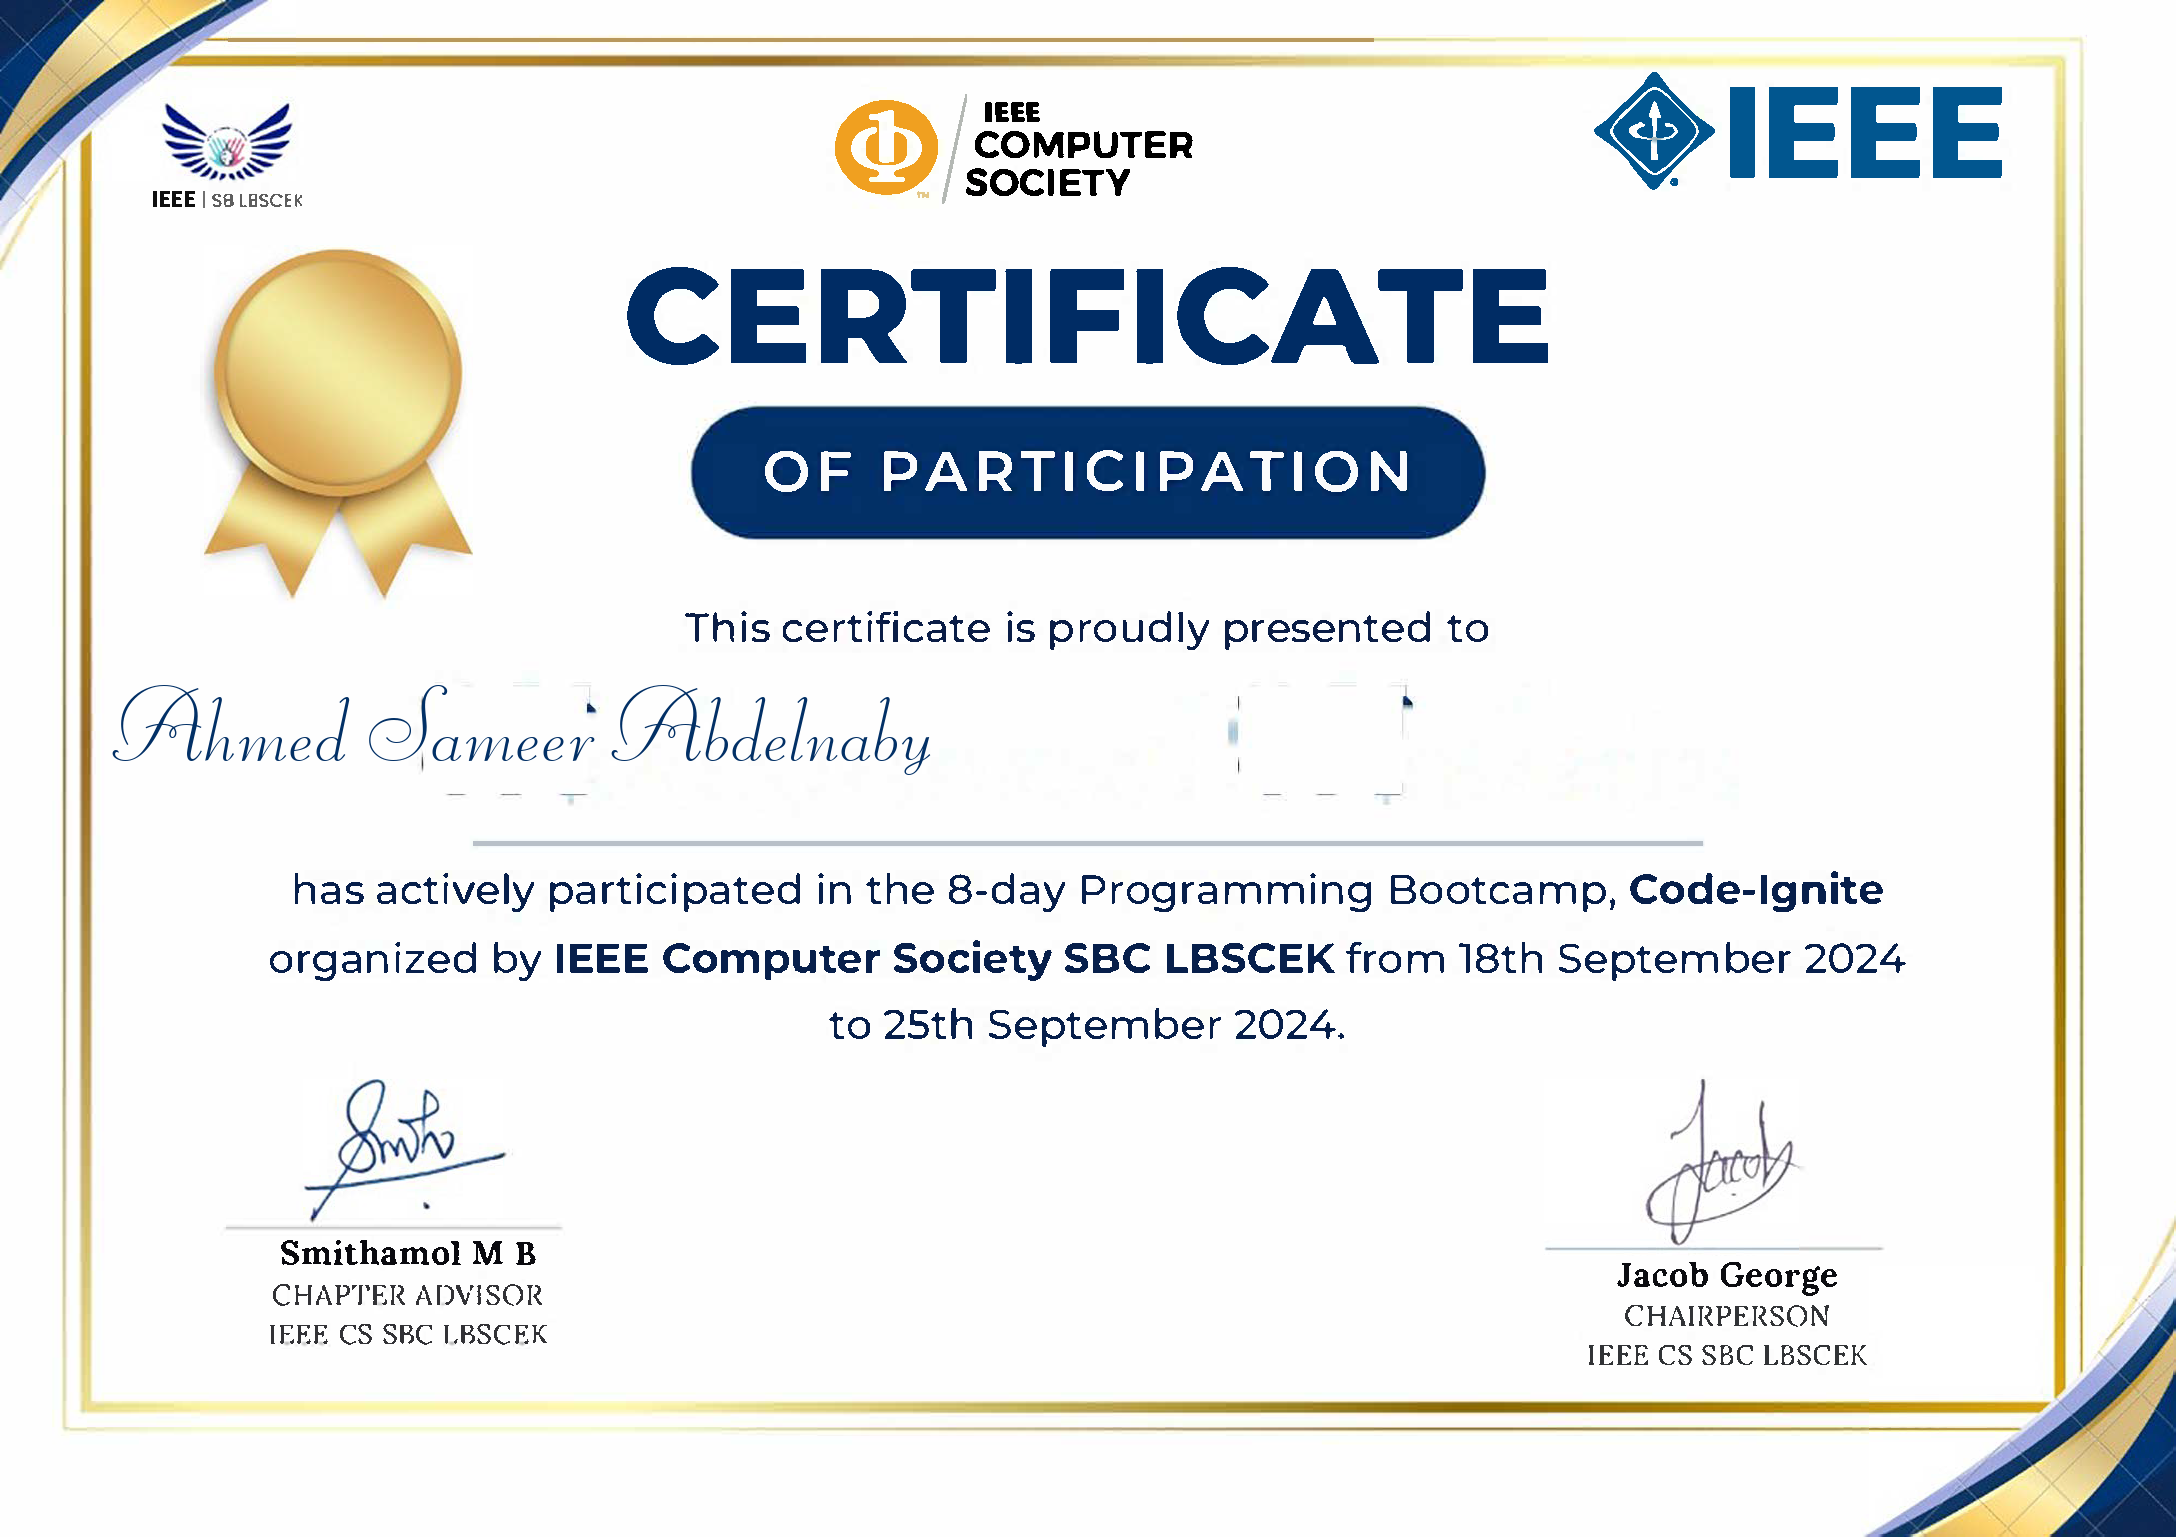 IEEE | SB LBSCEK
IEEE
COMPUTER
SOCIETY
TM
IEEE
CERTIFICATE
OF PARTICIPATION
This certificate is proudly presented to
Ahmed Sameer Abdelnaby
has actively participated in the 8-day Programming Bootcamp, Code-Ignite
organized by IEEE Computer Society SBC LBSCEK from 18th September 2024
to 25th September 2024.
Jacob
Smithamol M B
CHAPTER ADVISOR
IEEE CS SBC LBSCEK
Jacob George
CHAIRPERSON
IEEE CS SBC LBSCEK